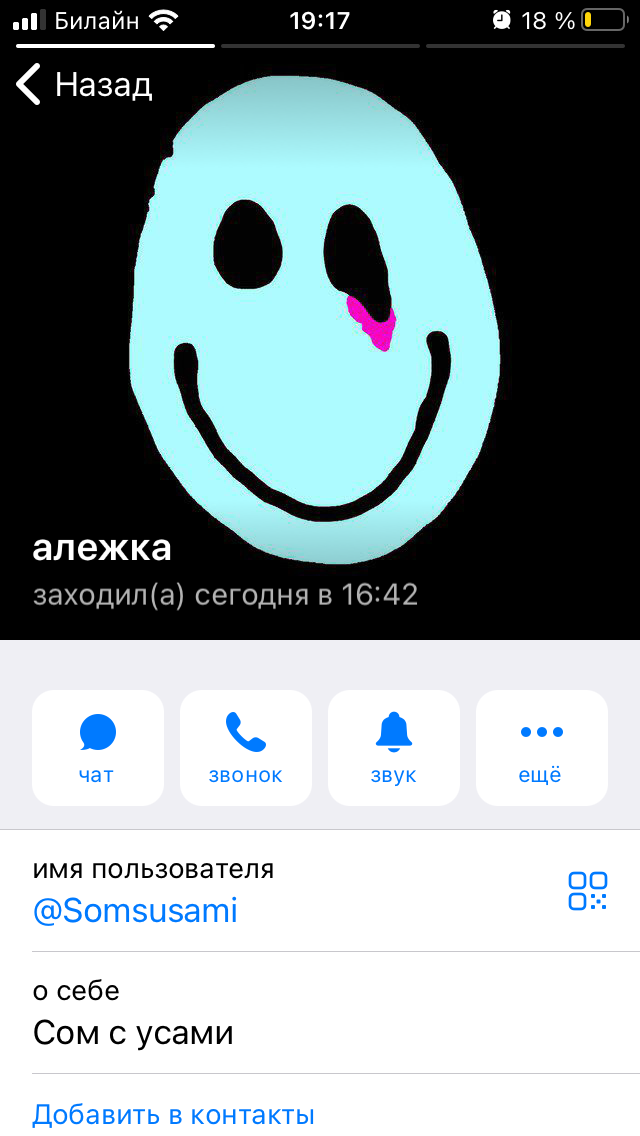 Билайн 19:17 18 %
Назад
алежка
заходил(а) сегодня в 16:42
чат звонок звук ещё
имя пользователя
@Somsusami
о себе
Сом с усами
Добавить в контакты